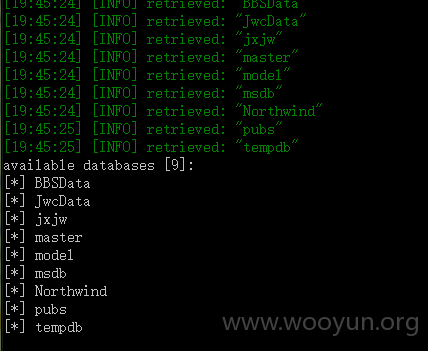 [19:45:24] [INFO] retrieved: "BBSData"
[19:45:24] [INFO] retrieved: "JwcData"
[19:45:24] [INFO] retrieved: "jxjw"
[19:45:24] [INFO] retrieved: "master"
[19:45:24] [INFO] retrieved: "model"
[19:45:24] [INFO] retrieved: "msdb"
[19:45:24] [INFO] retrieved: "Northwind"
[19:45:25] [INFO] retrieved: "pubs"
[19:45:25] [INFO] retrieved: "tempdb"
available databases [9]:
[*] BBSData
[*] JwcData
[*] jxjw
[*] master
[*] model
[*] msdb
[*] Northwind
[*] pubs
[*] tempdb
www.wooyun.org